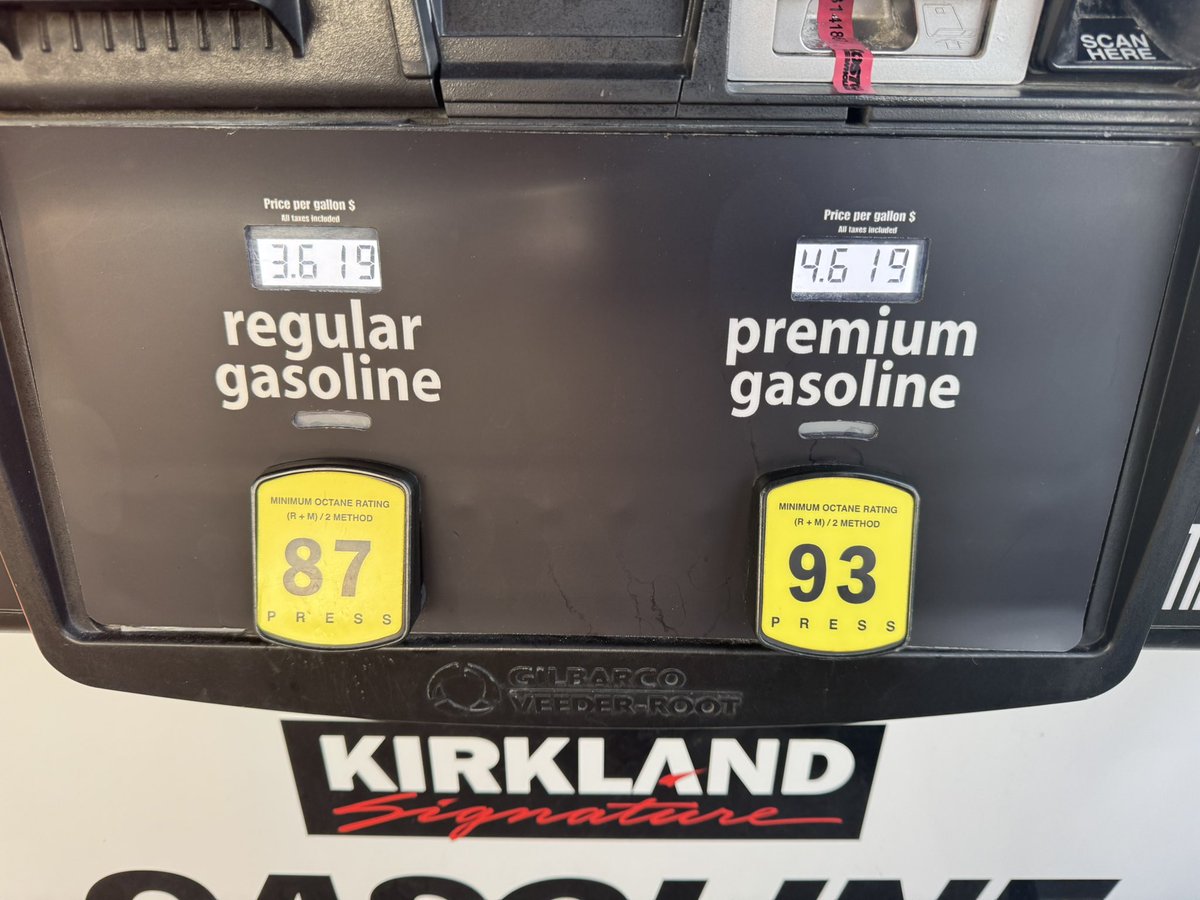 SCAN
HERE
Price per gallon $
All taxes included
3.619
regular
gasoline
Price per gallon $
All taxes included
4.619
premium
gasoline
MINIMUM OCTANE RATING
(R + M) / 2 METHOD
87
PRESS
MINIMUM OCTANE RATING
(R + M) / 2 METHOD
93
PRESS
GILBARCO
VEEDER-ROOT
KIRKLAND
Signature
GASOLINE